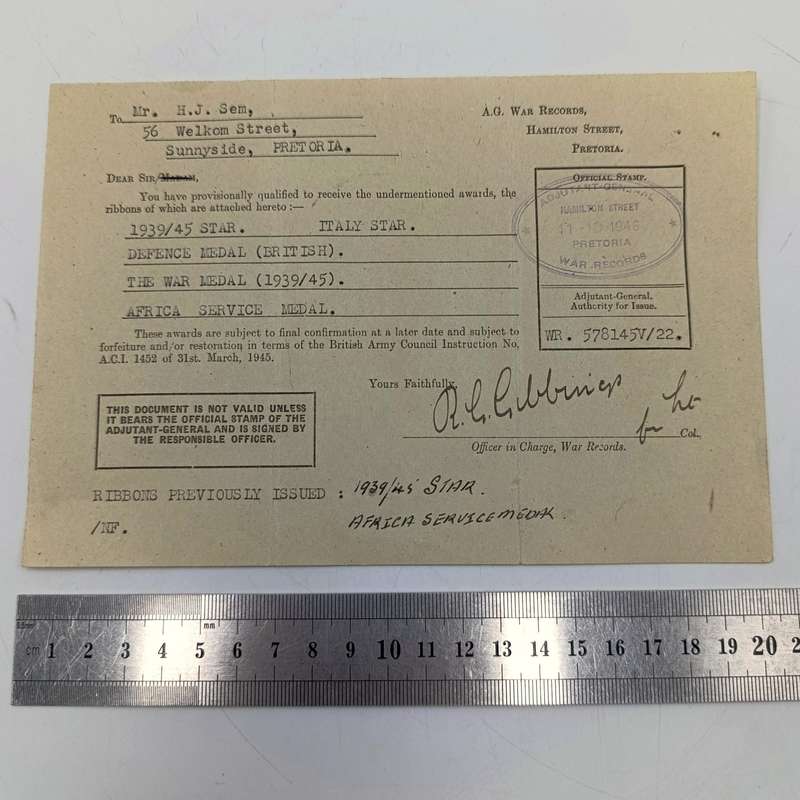 To Mr. H.J. Sem,
56 Welkom Street,
Sunnyside, PRETORIA.
A.G. WAR RECORDS,
HAMILTON STREET,
PRETORIA.
DEAR SIR/MADAM,
You have provisionally qualified to receive the undermentioned awards, the
ribbons of which are attached hereto :—
1939/45 STAR. ITALY STAR.
DEFENCE MEDAL (BRITISH).
THE WAR MEDAL (1939/45).
AFRICA SERVICE MEDAL.
OFFICIAL STAMP.
ADJUTANT-GENERAL
HAMILTON STREET
1946
PRETORIA
WAR RECORDS
Adjutant-General.
Authority for Issue.
WR. 578145V/22.
These awards are subject to final confirmation at a later date and subject to
forfeiture and/or restoration in terms of the British Army Council Instruction No.
A.C.I. 1452 of 31st. March, 1945.
Yours Faithfully,
R.G. Gibbings Lt
for Col.
Officer in Charge, War Records.
THIS DOCUMENT IS NOT VALID UNLESS
IT BEARS THE OFFICIAL STAMP OF THE
ADJUTANT-GENERAL AND IS SIGNED BY
THE RESPONSIBLE OFFICER.
RIBBONS PREVIOUSLY ISSUED : 1939/45 STAR.
AFRICA SERVICE MEDAL.
/NF.
0.5mm mm
cm 1 2 3 4 5 6 7 8 9 10 11 12 13 14 15 16 17 18 19 20 2